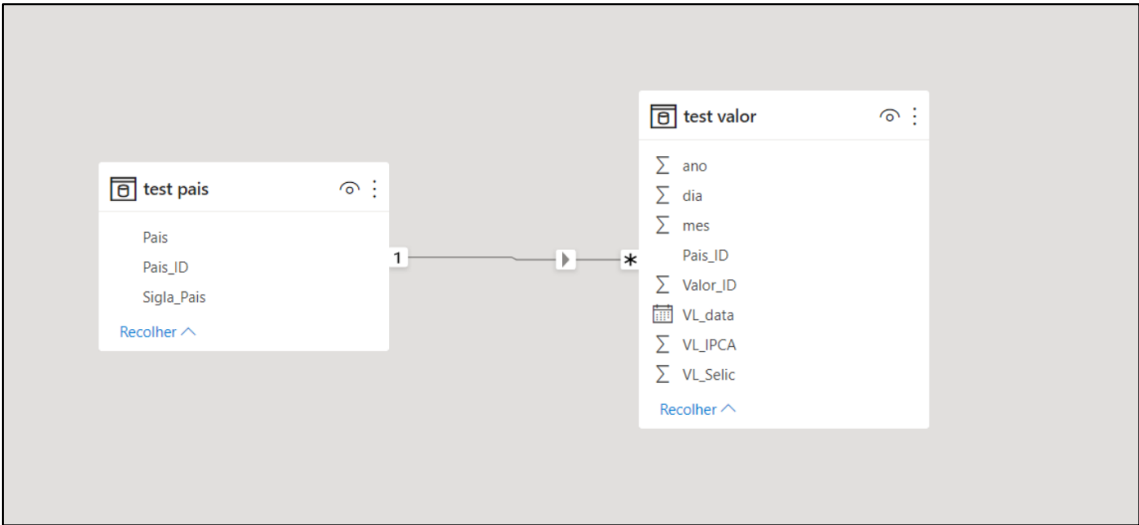 test pais
Pais
Pais_ID
Sigla_Pais
Recolher
1
*
test valor
ano
dia
mes
Pais_ID
Valor_ID
VL_data
VL_IPCA
VL_Selic
Recolher